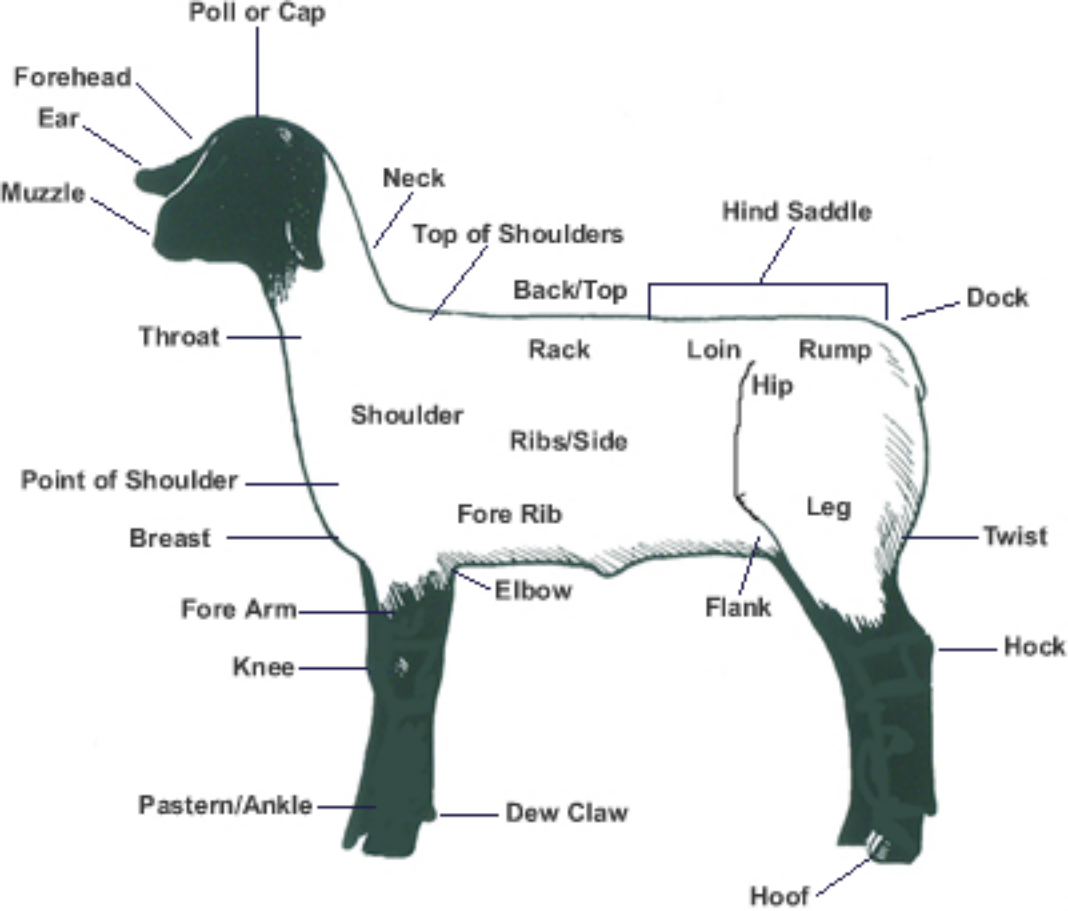 Poll or Cap
Forehead
Ear
Muzzle
Neck
Top of Shoulders
Hind Saddle
Back/Top
Dock
Throat
Rack
Loin
Rump
Hip
Shoulder
Ribs/Side
Point of Shoulder
Fore Rib
Leg
Breast
Twist
Elbow
Flank
Fore Arm
Hock
Knee
Pastern/Ankle
Dew Claw
Hoof